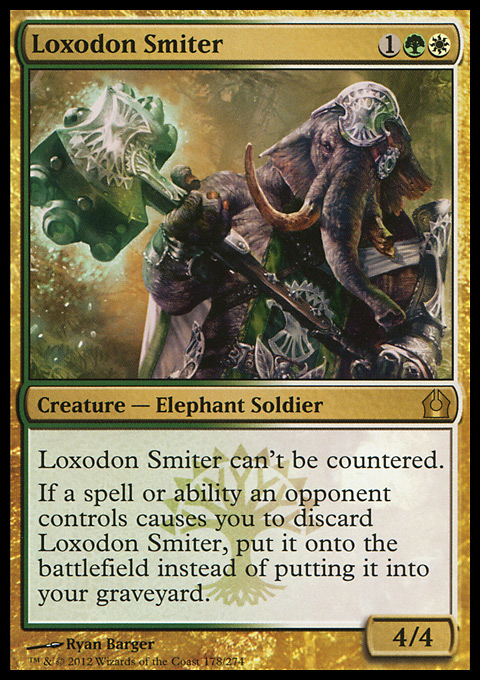 Loxodon Smiter 1
Creature — Elephant Soldier
Loxodon Smiter can't be countered.
If a spell or ability an opponent
controls causes you to discard
Loxodon Smiter, put it onto the
battlefield instead of putting it into
your graveyard.
4/4
Ryan Barger
™ & © 2012 Wizards of the Coast 178/274